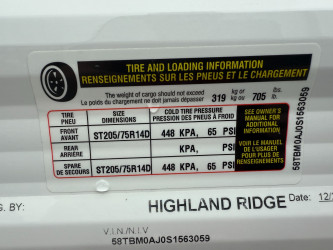 TIRE AND LOADING INFORMATION
RENSEIGNEMENTS SUR LES PNEUS ET LE CHARGEMENT
The weight of cargo should not exceed 319 kg or 705 lbs.
Le poids du chargement ne doit jamais dépasser kg ou lb.
TIRE PNEU SIZE DIMENSIONS COLD TIRE PRESSURE PRESSION DES PNEUS À FROID
FRONT AVANT ST205/75R14D 448 KPA, 65 PSI
REAR ARRIÈRE KPA, PSI
SPARE DE SECOURS ST205/75R14D 448 KPA, 65 PSI
SEE OWNER'S
MANUAL FOR
ADDITIONAL
INFORMATION
VOIR LE MANUEL
DE L'USAGER
POUR PLUS DE
RENSEIGNEMENTS
58TBM0AJ0S1563059
G. BY: HIGHLAND RIDGE DATE: 12/
V.I.N./N.I.V
58TBM0AJ0S1563059